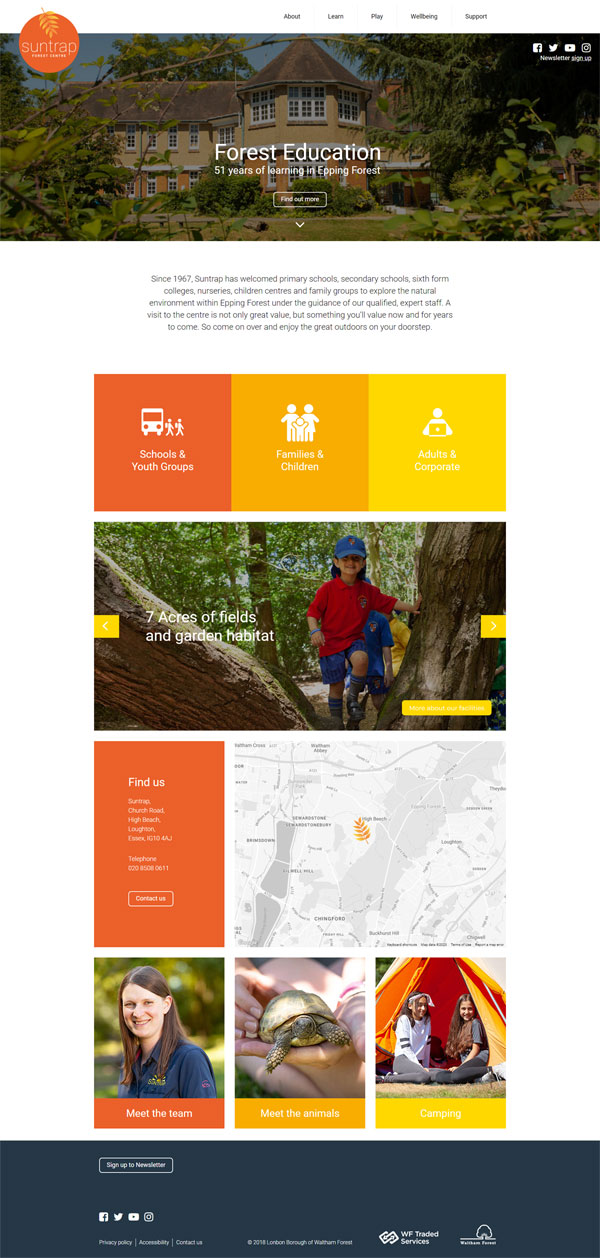 suntrap
FOREST CENTRE
About
Learn
Play
Wellbeing
Support
Newsletter sign up
Forest Education
51 years of learning in Epping Forest
Find out more
Since 1967, Suntrap has welcomed primary schools, secondary schools, sixth form
colleges, nurseries, children centres and family groups to explore the natural
environment within Epping Forest under the guidance of our qualified, expert staff. A
visit to the centre is not only great value, but something you'll value now and for years
to come. So come on over and enjoy the great outdoors on your doorstep.
Schools &
Youth Groups
Families &
Children
Adults &
Corporate
7 Acres of fields
and garden habitat
More about our facilities
Find us
Suntrap,
Church Road,
High Beech,
Loughton,
Essex, IG10 4AJ
Telephone
020 8508 0611
Contact us
Waltham Cross
Waltham
Abbey
Upshire
Theydon
SEWARDSTONE
SEWARDSTONEBURY
High Beach
Epping Forest
BRIMSDOWN
Loughton
DEBDEN GREEN
CHINGFORD
Buckhurst Hill
Chigwell
Keyboard shortcuts
Map data ©2023
Terms of Use
Report a map error
Meet the team
Meet the animals
Camping
Sign up to Newsletter
Privacy policy
Accessibility
Contact us
© 2018 Lonbon Borough of Waltham Forest
WF Traded
Services
Waltham Forest